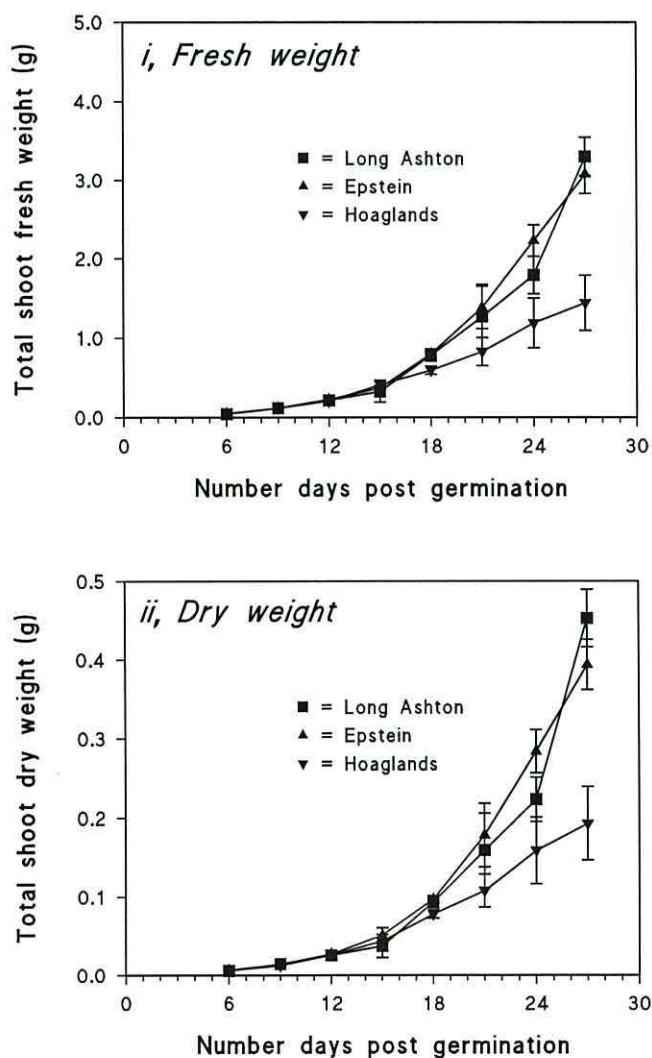 i, Fresh weight
Total shoot fresh weight (g)
5.0
4.0
3.0
2.0
1.0
0.0
■ = Long Ashton
▲ = Epstein
▼ = Hoaglands
0 6 12 18 24 30
Number days post germination
ii, Dry weight
Total shoot dry weight (g)
0.5
0.4
0.3
0.2
0.1
0.0
■ = Long Ashton
▲ = Epstein
▼ = Hoaglands
0 6 12 18 24 30
Number days post germination